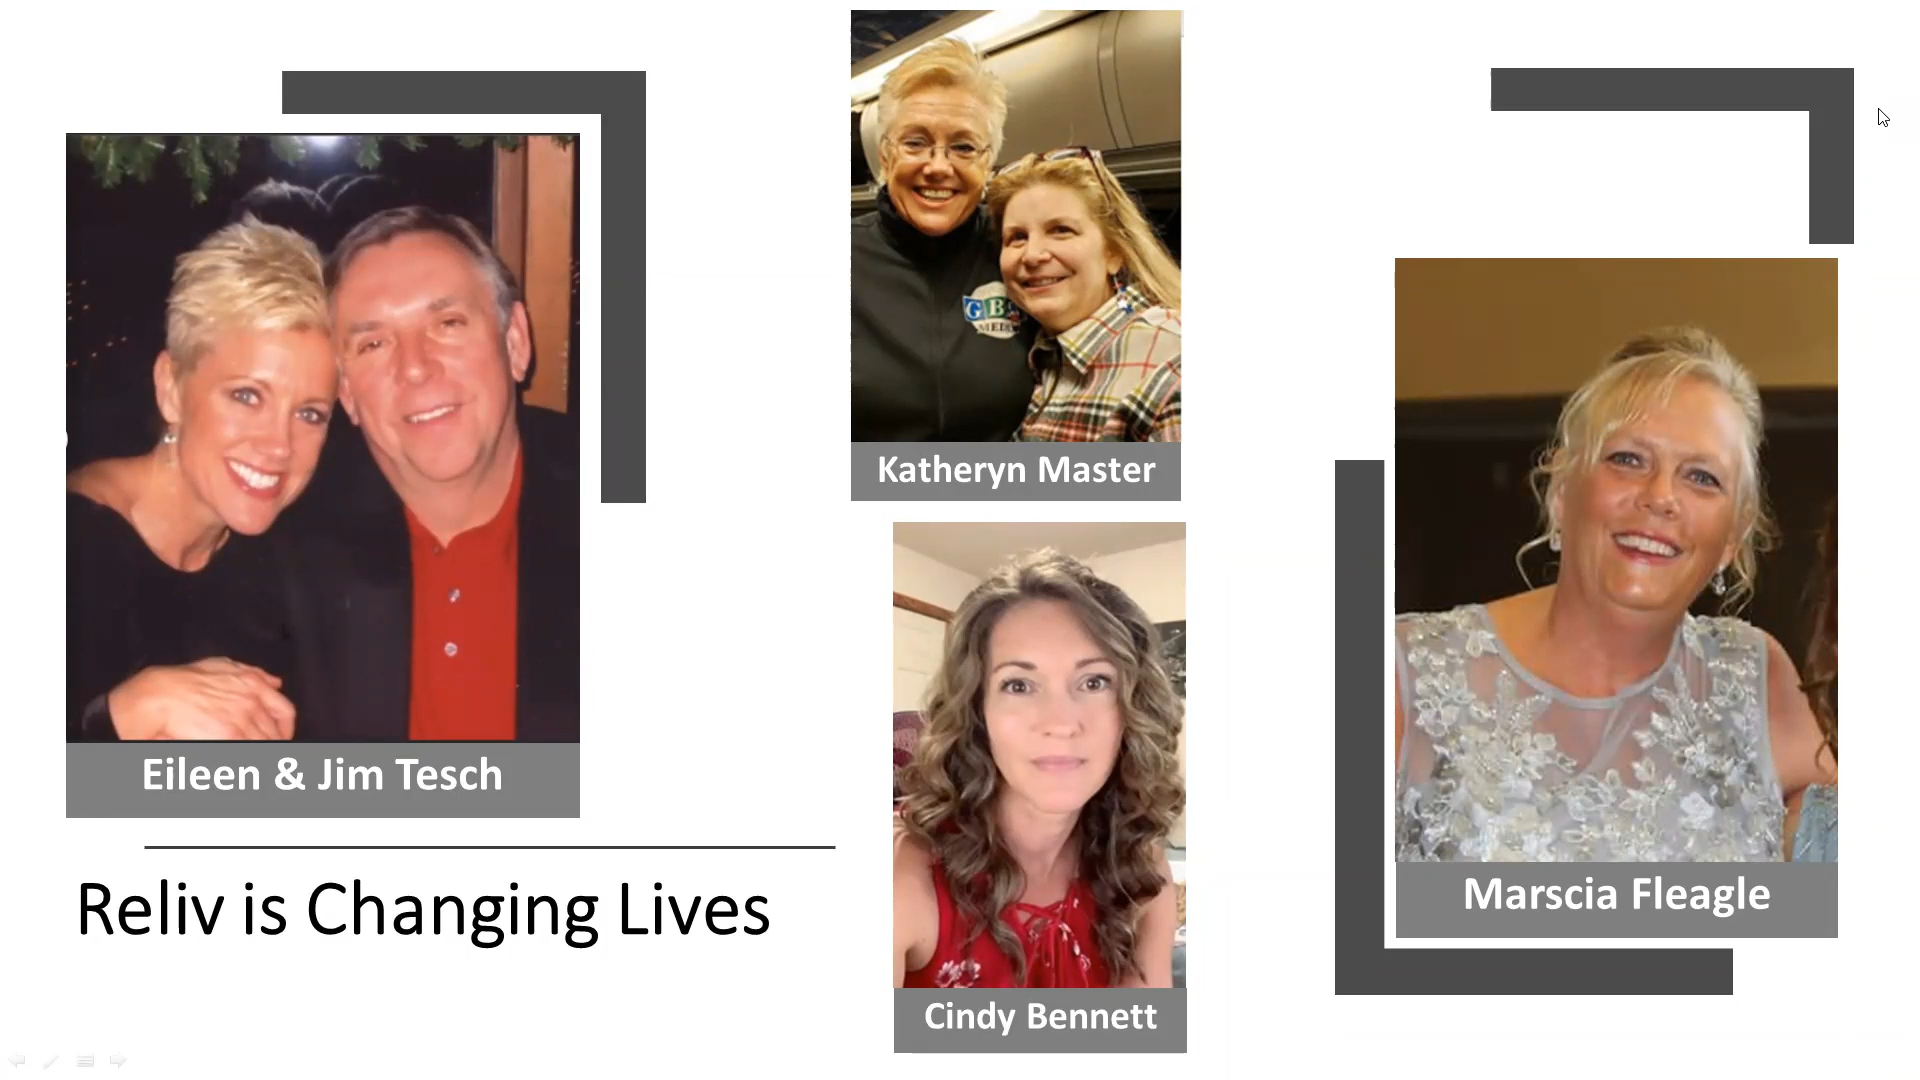 Eileen & Jim Tesch
Reliv is Changing Lives
Katheryn Master
Cindy Bennett
Marscia Fleagle